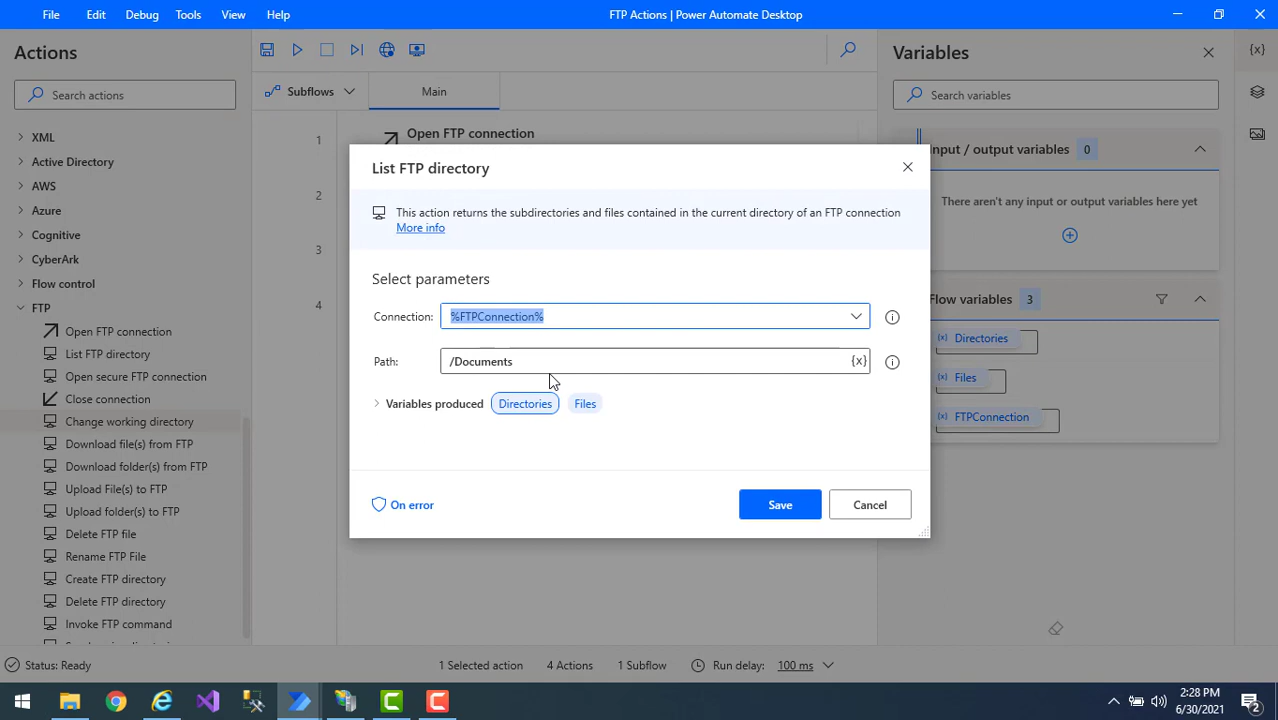 File Edit Debug Tools View Help FTP Actions | Power Automate Desktop
Actions
Search actions
XML
Active Directory
AWS
Azure
Cognitive
CyberArk
Flow control
FTP
Open FTP connection
List FTP directory
Open secure FTP connection
Close connection
Change working directory
Download file(s) from FTP
Download folder(s) from FTP
Upload File(s) to FTP
Upload folder(s) to FTP
Delete FTP file
Rename FTP File
Create FTP directory
Delete FTP directory
Invoke FTP command
Subflows Main
1 Open FTP connection
2
3
4
List FTP directory
This action returns the subdirectories and files contained in the current directory of an FTP connection
More info
Select parameters
Connection: %FTPConnection%
Path: /Documents {x}
Variables produced Directories Files
On error Save Cancel
Variables {x}
Search variables
Input / output variables 0
There aren't any input or output variables here yet
Flow variables 3
Directories
Files
FTPConnection
Status: Ready 1 Selected action 4 Actions 1 Subflow Run delay: 100 ms
2:28 PM
6/30/2021
2